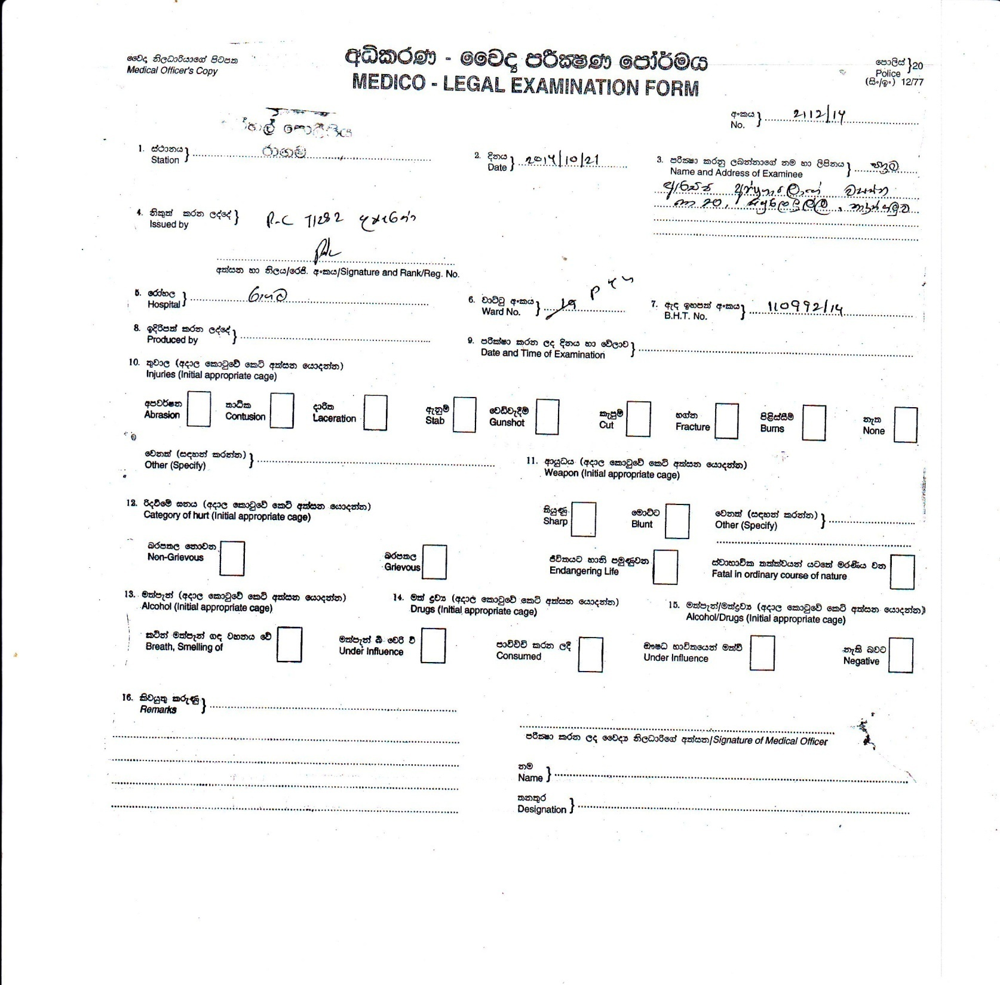 වෛද්‍ය නිලධාරියාගේ පිටපත
Medical Officer's Copy
අධිකරණ - වෛද්‍ය පරීක්‍ෂණ පෝර්මය
MEDICO - LEGAL EXAMINATION FORM
පොලිස් } 20
Police
(සිං/ඉං) 12/77
අංකය } 2112/14
No.
පොලීසිය
1. ස්ථානය } රාගම
Station
2. දිනය } 2014/10/21
Date
3. පරීක්‍ෂා කරනු ලබන්නාගේ නම හා ලිපිනය }
Name and Address of Examinee
4. නිකුත් කරන ලද්දේ } P.C 71282
Issued by
අත්සන හා නිලය/රෙජි. අංකය/Signature and Rank/Reg. No.
5. රෝහල } රාගම
Hospital
6. වාට්ටු අංකය }
Ward No.
7. ඇඳ ඉහපත් අංකය } 110992/14
B.H.T. No.
8. ඉදිරිපත් කරන ලද්දේ }
Produced by
9. පරීක්ෂා කරන ලද දිනය හා වේලාව }
Date and Time of Examination
10. තුවාල (අදාල කොටුවේ කෙටි අත්සන යොදන්න)
Injuries (Initial appropriate cage)
අපවර්ෂන
Abrasion
තාඩික
Contusion
දාරිත
Laceration
ඇනුම්
Stab
වෙඩිවැදීම්
Gunshot
කැපුම්
Cut
භග්න
Fracture
පිළිස්සීම්
Burns
නැත
None
වෙනත් (සඳහන් කරන්න) }
Other (Specify)
11. ආයුධය (අදාල කොටුවේ කෙටි අත්සන යොදන්න)
Weapon (Initial appropriate cage)
12. රිදවීමේ ඝනය (අදාල කොටුවේ කෙටි අත්සන යොදන්න)
Category of hurt (Initial appropriate cage)
තියුණු
Sharp
මොට්ට
Blunt
වෙනත් (සඳහන් කරන්න) }
Other (Specify)
බරපතල නොවන
Non-Grievous
බරපතල
Grievous
ජීවිතයට හානි පමුණුවන
Endangering Life
ස්වාභාවික තත්ත්වයන් යටතේ මරණීය වන
Fatal in ordinary course of nature
13. මත්පැන් (අදාල කොටුවේ කෙටි අත්සන යොදන්න)
Alcohol (Initial appropriate cage)
14. මත් ද්‍රව්‍ය (අදාල කොටුවේ කෙටි අත්සන යොදන්න)
Drugs (Initial appropriate cage)
15. මත්පැන්/මත්ද්‍රව්‍ය (අදාල කොටුවේ කෙටි අත්සන යොදන්න)
Alcohol/Drugs (Initial appropriate cage)
කටින් මත්පැන් ගඳ වහනය වේ
Breath, Smelling of
මත්පැන් බී වෙරි වී
Under Influence
පාවිච්චි කරන ලදී
Consumed
ඖෂධ භාවිතයෙන් මත්වී
Under Influence
නැති බවට
Negative
16. කිවයුතු කරුණු }
Remarks
පරීක්‍ෂා කරන ලද වෛද්‍ය නිලධාරිගේ අත්සන/Signature of Medical Officer
නම
Name }
තනතුර
Designation }